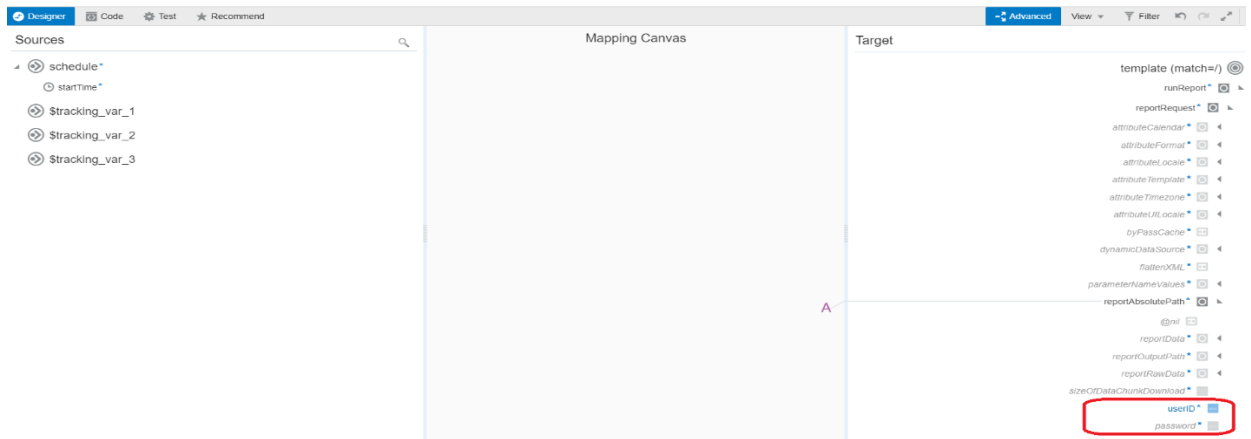 Designer Code Test Recommend Advanced View Filter
Sources Mapping Canvas Target
schedule*
startTime*
$tracking_var_1
$tracking_var_2
$tracking_var_3
A
template (match=/)
runReport*
reportRequest*
attributeCalendar*
attributeFormat*
attributeLocale*
attributeTemplate*
attributeTimezone*
attributeUILocale*
byPassCache*
dynamicDataSource*
flattenXML*
parameterNameValues*
reportAbsolutePath*
@nil
reportData*
reportOutputPath*
reportRawData*
sizeOfDataChunkDownload*
userID*
password*